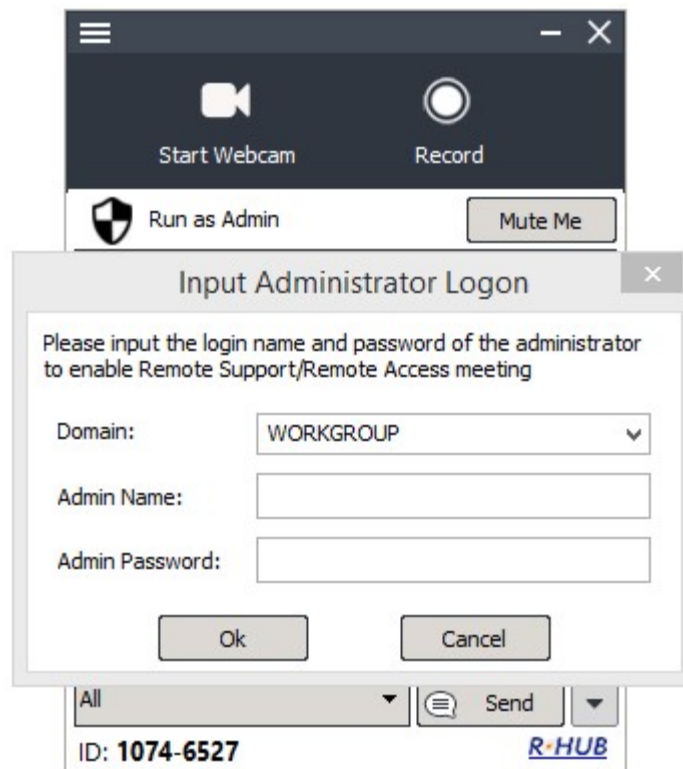 Start Webcam
Record
Run as Admin
Mute Me
Input Administrator Logon
Please input the login name and password of the administrator
to enable Remote Support/Remote Access meeting
Domain:
WORKGROUP
Admin Name:
Admin Password:
Ok
Cancel
All
Send
ID: 1074-6527
R•HUB